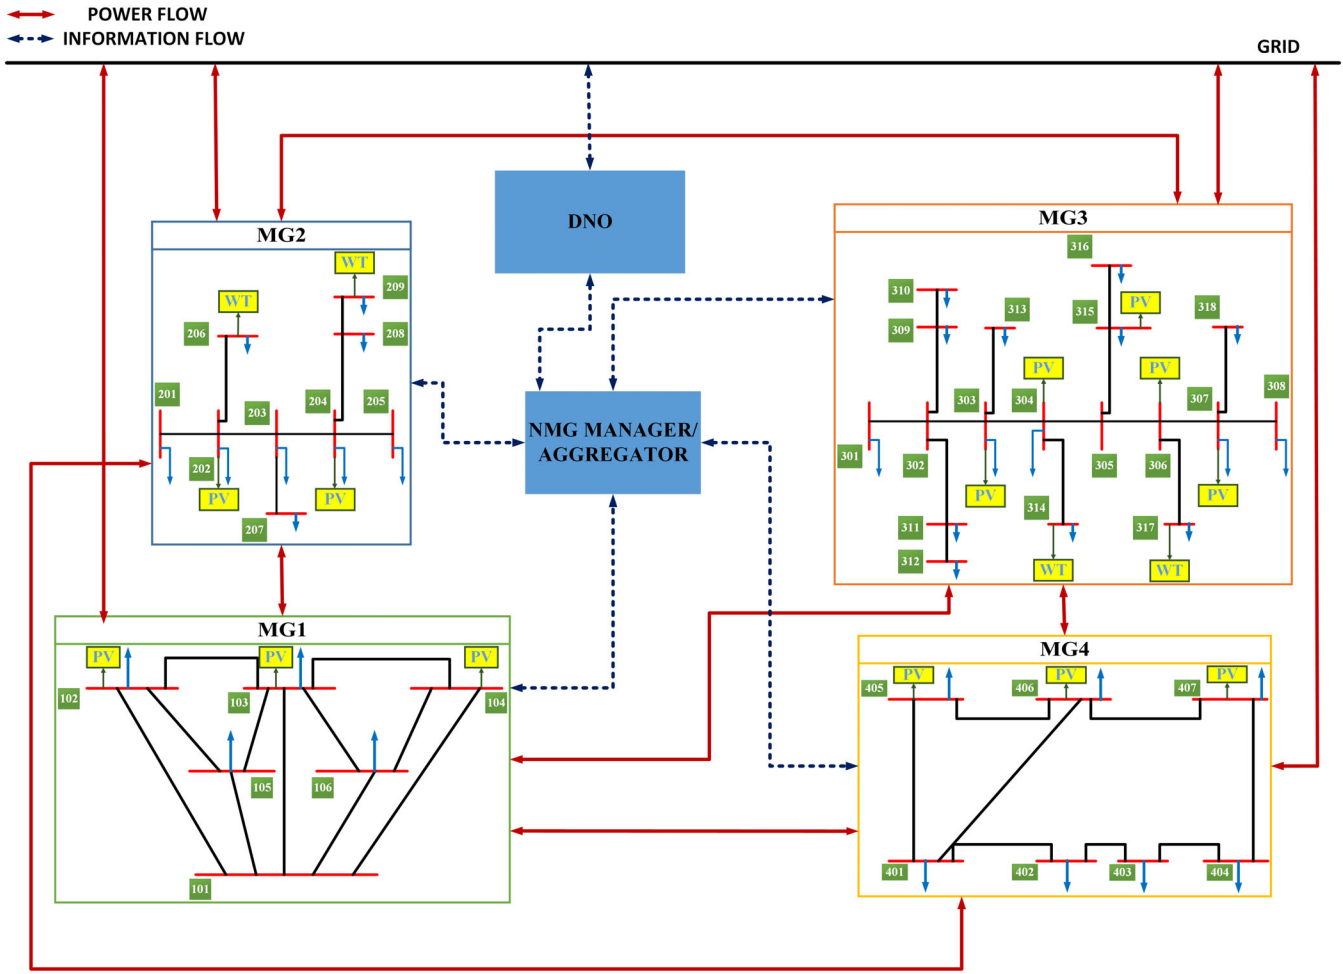 POWER FLOW
INFORMATION FLOW
GRID
DNO
NMG MANAGER/
AGGREGATOR
MG2
WT
209
WT
206
208
201
203
204
205
202
PV
PV
207
MG3
316
310
313
315
PV
318
309
PV
304
PV
303
307
308
301
302
305
306
PV
PV
311
314
317
312
WT
WT
MG1
PV
PV
PV
102
103
104
105
106
101
MG4
PV
PV
PV
405
406
407
401
402
403
404